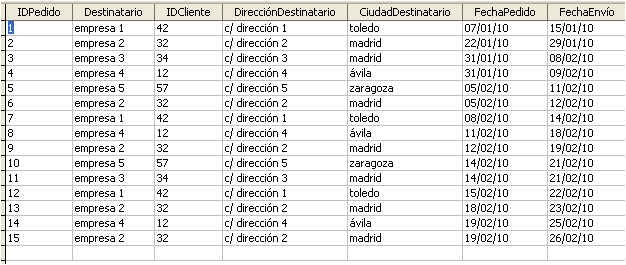 IDPedido Destinatario IDCliente DirecciónDestinatario CiudadDestinatario FechaPedido FechaEnvío
1 empresa 1 42 c/ dirección 1 toledo 07/01/10 15/01/10
2 empresa 2 32 c/ dirección 2 madrid 22/01/10 29/01/10
3 empresa 3 34 c/ dirección 3 madrid 31/01/10 08/02/10
4 empresa 4 12 c/ dirección 4 ávila 31/01/10 09/02/10
5 empresa 5 57 c/ dirección 5 zaragoza 05/02/10 11/02/10
6 empresa 2 32 c/ dirección 2 madrid 05/02/10 12/02/10
7 empresa 1 42 c/ dirección 1 toledo 08/02/10 14/02/10
8 empresa 4 12 c/ dirección 4 ávila 11/02/10 18/02/10
9 empresa 2 32 c/ dirección 2 madrid 12/02/10 19/02/10
10 empresa 5 57 c/ dirección 5 zaragoza 14/02/10 21/02/10
11 empresa 3 34 c/ dirección 3 madrid 14/02/10 21/02/10
12 empresa 1 42 c/ dirección 1 toledo 15/02/10 22/02/10
13 empresa 2 32 c/ dirección 2 madrid 18/02/10 23/02/10
14 empresa 4 12 c/ dirección 4 ávila 19/02/10 25/02/10
15 empresa 2 32 c/ dirección 2 madrid 19/02/10 26/02/10